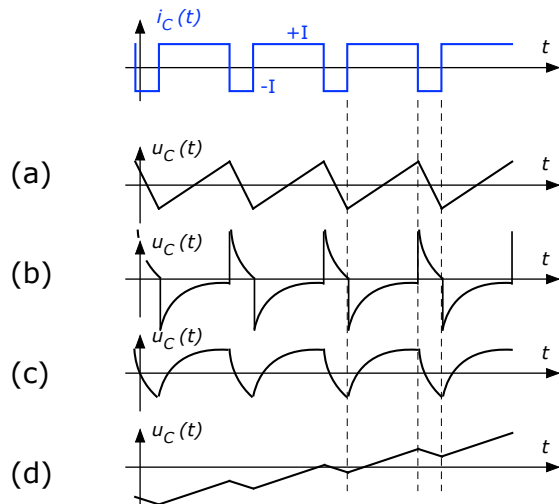 i_C(t)
+I
t
-I
(a)
u_C(t)
t
(b)
u_C(t)
t
(c)
u_C(t)
t
(d)
u_C(t)
t